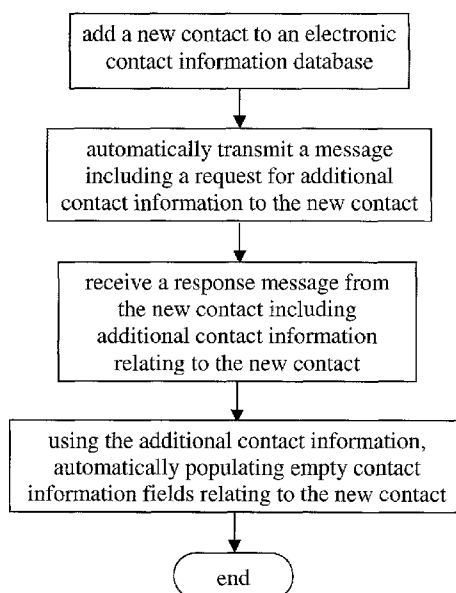 add a new contact to an electronic
contact information database
automatically transmit a message
including a request for additional
contact information to the new contact
receive a response message from
the new contact including
additional contact information
relating to the new contact
using the additional contact information,
automatically populating empty contact
information fields relating to the new contact
end